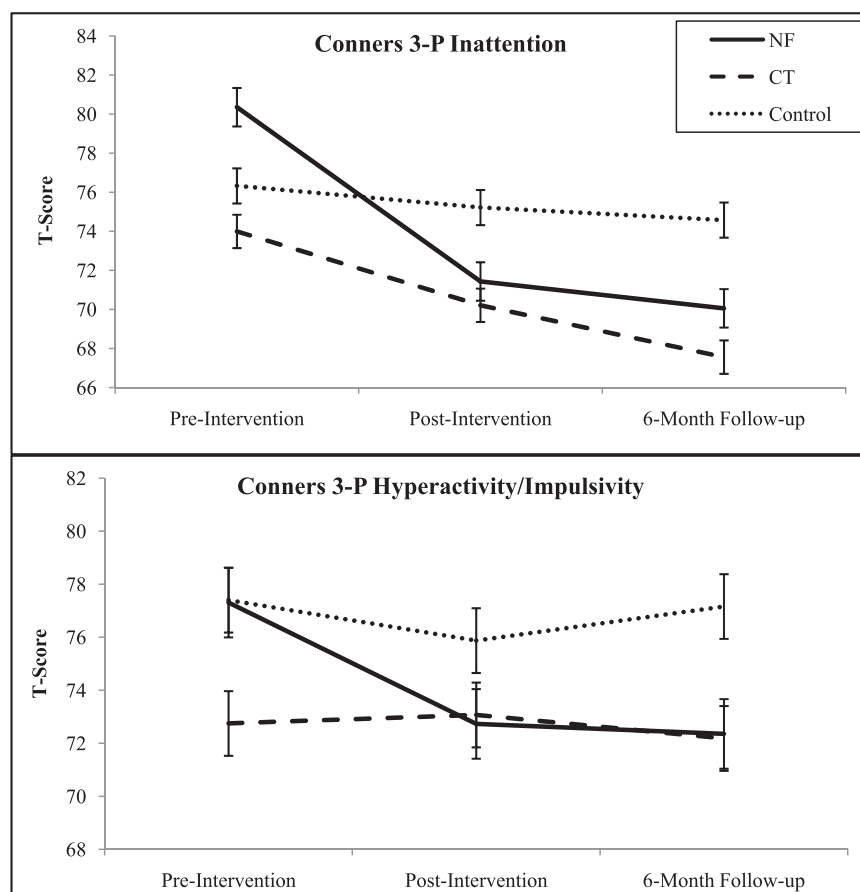 Conners 3-P Inattention
NF
CT
Control
T-Score
84
82
80
78
76
74
72
70
68
66
Pre-Intervention Post-Intervention 6-Month Follow-up
Conners 3-P Hyperactivity/Impulsivity
T-Score
82
80
78
76
74
72
70
68
Pre-Intervention Post-Intervention 6-Month Follow-up